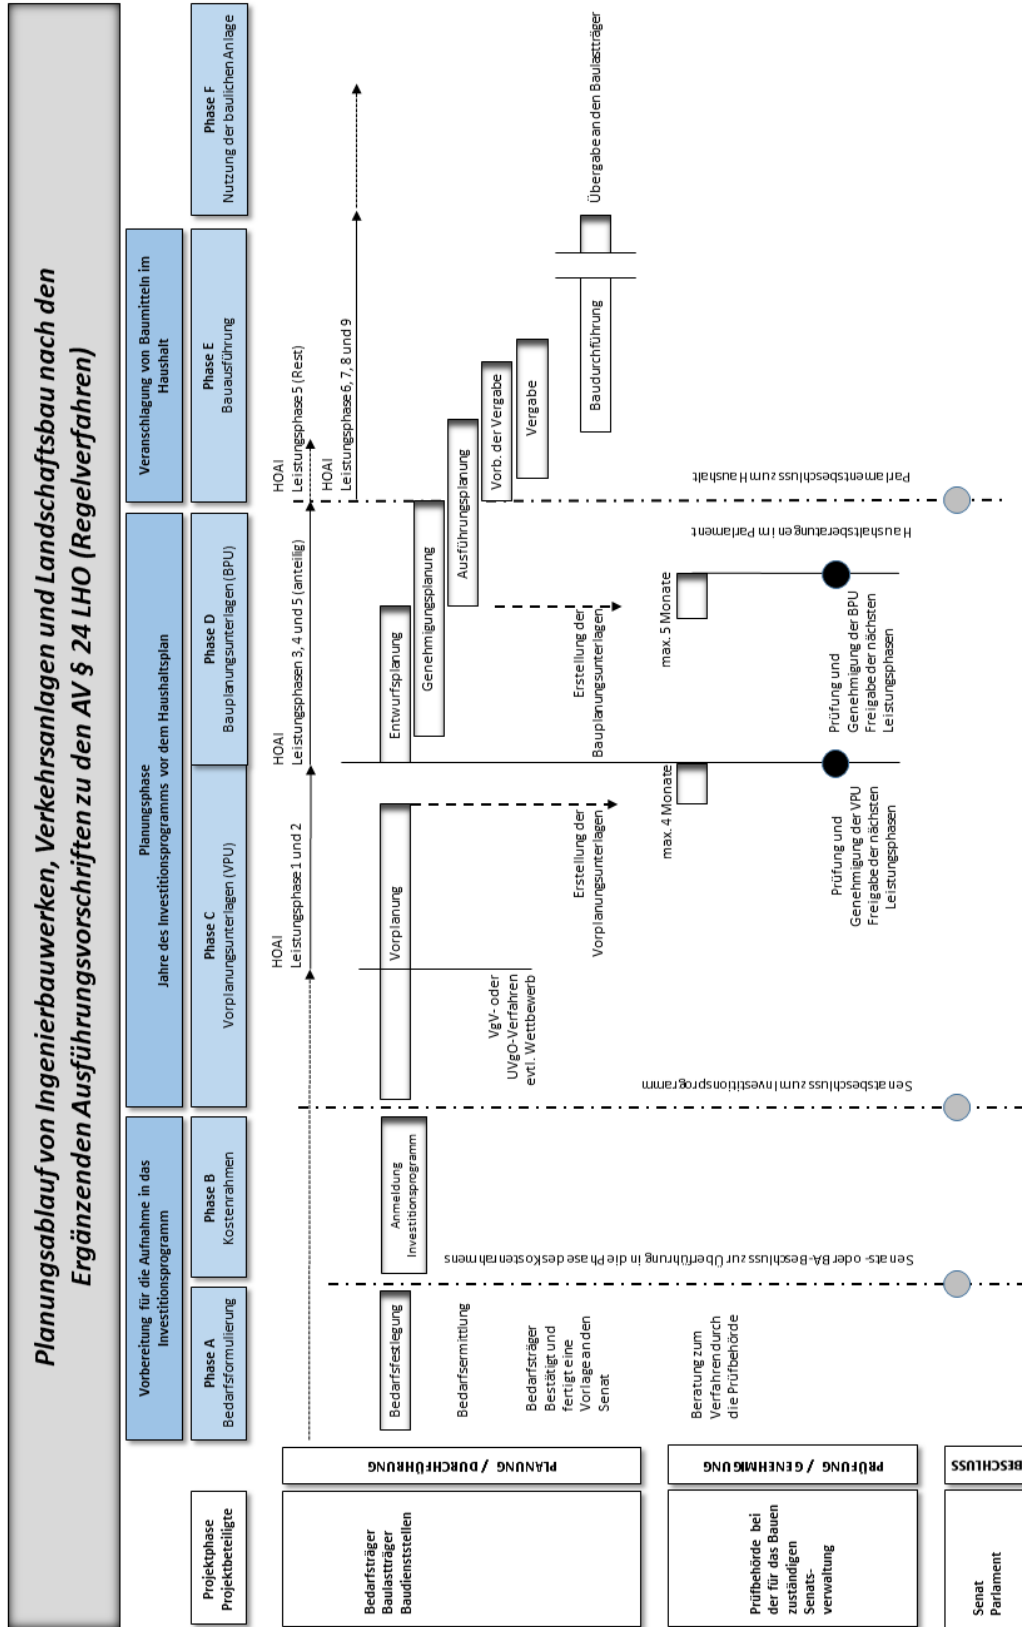 Planungsablauf von Ingenierbauwerken, Verkehrsanlagen und Landschaftsbau nach den
Ergänzenden Ausführungsvorschriften zu den AV § 24 LHO (Regelverfahren)
Vorbereitung für die Aufnahme in das
Investitionsprogramm
Planungsphase
Jahre des Investitionsprogramms vor dem Haushaltsplan
Veranschlagung von Baumitteln im
Haushalt
Projektphase
Projektbeteiligte
Phase A
Bedarfsformulierung
Phase B
Kostenrahmen
Phase C
Vorplanungsunterlagen (VPU)
Phase D
Bauplanungsunterlagen (BPU)
Phase E
Bauausführung
Phase F
Nutzung der baulichen Anlage
HOAI
Leistungsphase 1 und 2
HOAI
Leistungsphasen 3, 4 und 5 (anteilig)
HOAI
Leistungsphase 5 (Rest)
HOAI
Leistungsphase 6, 7, 8 und 9
Bedarfsträger
Baulastträger
Baudienststellen
PLANUNG / DURCHFÜHRUNG
Bedarfsfestlegung
Bedarfsermittlung
Bedarfsträger
Bestätigt und
fertigt eine
Vorlage an den
Senat
Anmeldung
Investitionsprogramm
Senats- oder BA-Beschluss zur Überführung in die Phase des Kostenrahmens
Vorplanung
VgV- oder
UVgO-Verfahren
evtl. Wettbewerb
Senatsbeschluss zum Investitionsprogramm
Erstellung der
Vorplanungsunterlagen
Entwurfsplanung
Genehmigungsplanung
Ausführungsplanung
Vorb. der Vergabe
Vergabe
Erstellung der
Bauplanungsunterlagen
Baudurchführung
Übergabe an den Baulastträger
Prüfbehörde bei
der für das Bauen
zuständigen
Senats-
verwaltung
PRÜFUNG / GENEHMIGUNG
Beratung zum
Verfahren durch
die Prüfbehörde
max. 4 Monate
Prüfung und
Genehmigung der VPU
Freigabe der nächsten
Leistungsphasen
max. 5 Monate
Prüfung und
Genehmigung der BPU
Freigabe der nächsten
Leistungsphasen
Haushaltsberatungen im Parlament
Parlamentsbeschluss zum Haushalt
Senat
Parlament
BESCHLUSS